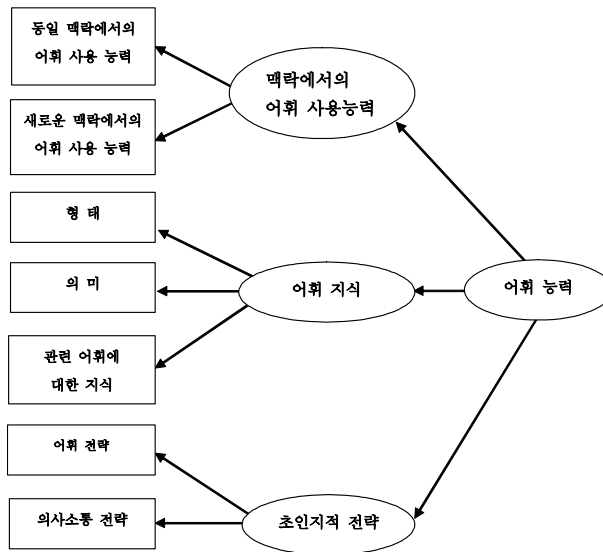 동일 맥락에서의
어휘 사용 능력
맥락에서의
어휘 사용능력
새로운 맥락에서의
어휘 사용 능력
형 태
의 미
어휘 지식
어휘 능력
관련 어휘에
대한 지식
어휘 전략
의사소통 전략
초인지적 전략